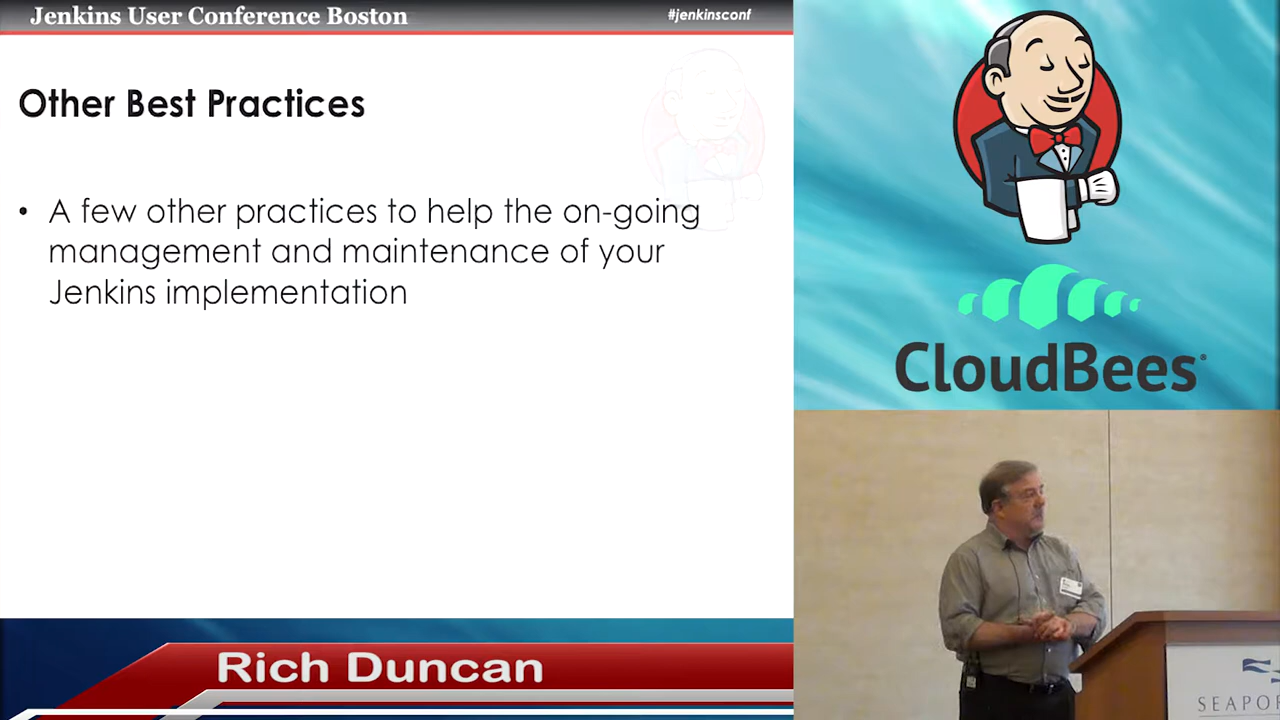 Jenkins User Conference Boston
#jenkinsconf
Other Best Practices
• A few other practices to help the on-going
management and maintenance of your
Jenkins implementation
CloudBees®
Rich Duncan